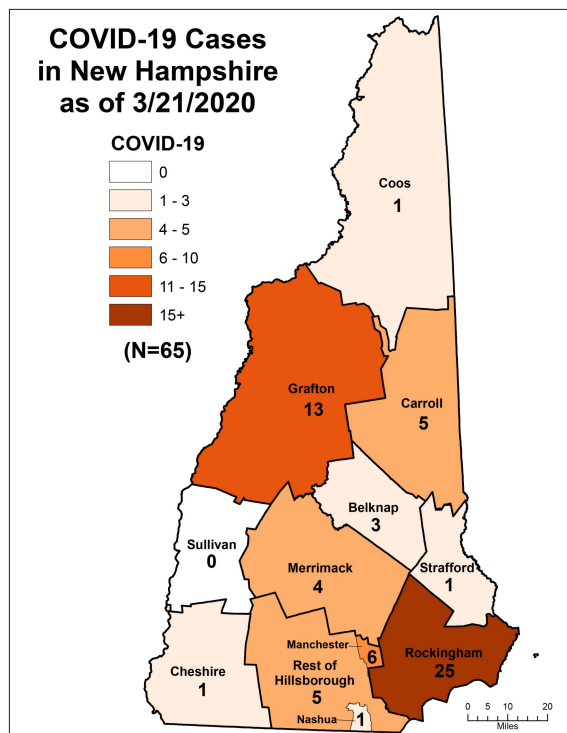 COVID-19 Cases
in New Hampshire
as of 3/21/2020
COVID-19
0
1 - 3
4 - 5
6 - 10
11 - 15
15+
(N=65)
Coos
1
Grafton
13
Carroll
5
Belknap
3
Sullivan
0
Merrimack
4
Strafford
1
Manchester
6
Rockingham
25
Cheshire
1
Rest of
Hillsborough
5
Nashua
1
0 5 10 20
Miles